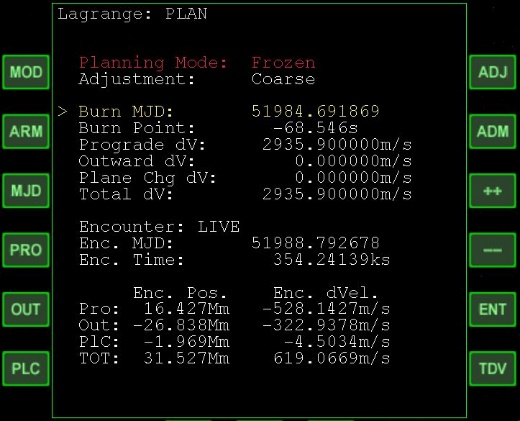 Lagrange: PLAN
Planning Mode: Frozen
MOD
Adjustment: Coarse
ADJ
> Burn MJD: 51984.691869
ARM
Burn Point: -68.546s
ADM
Prograde dV: 2935.900000m/s
Outward dV: 0.000000m/s
Plane Chg dV: 0.000000m/s
MJD
Total dV: 2935.900000m/s
++
Encounter: LIVE
Enc. MJD: 51988.792678
PRO
Enc. Time: 354.24139ks
--
Enc. Pos. Enc. dVel.
OUT
Pro: 16.427Mm -528.1427m/s
ENT
Out: -26.838Mm -322.9378m/s
PlC: -1.969Mm -4.5034m/s
TOT: 31.527Mm 619.0669m/s
PLC
TDV